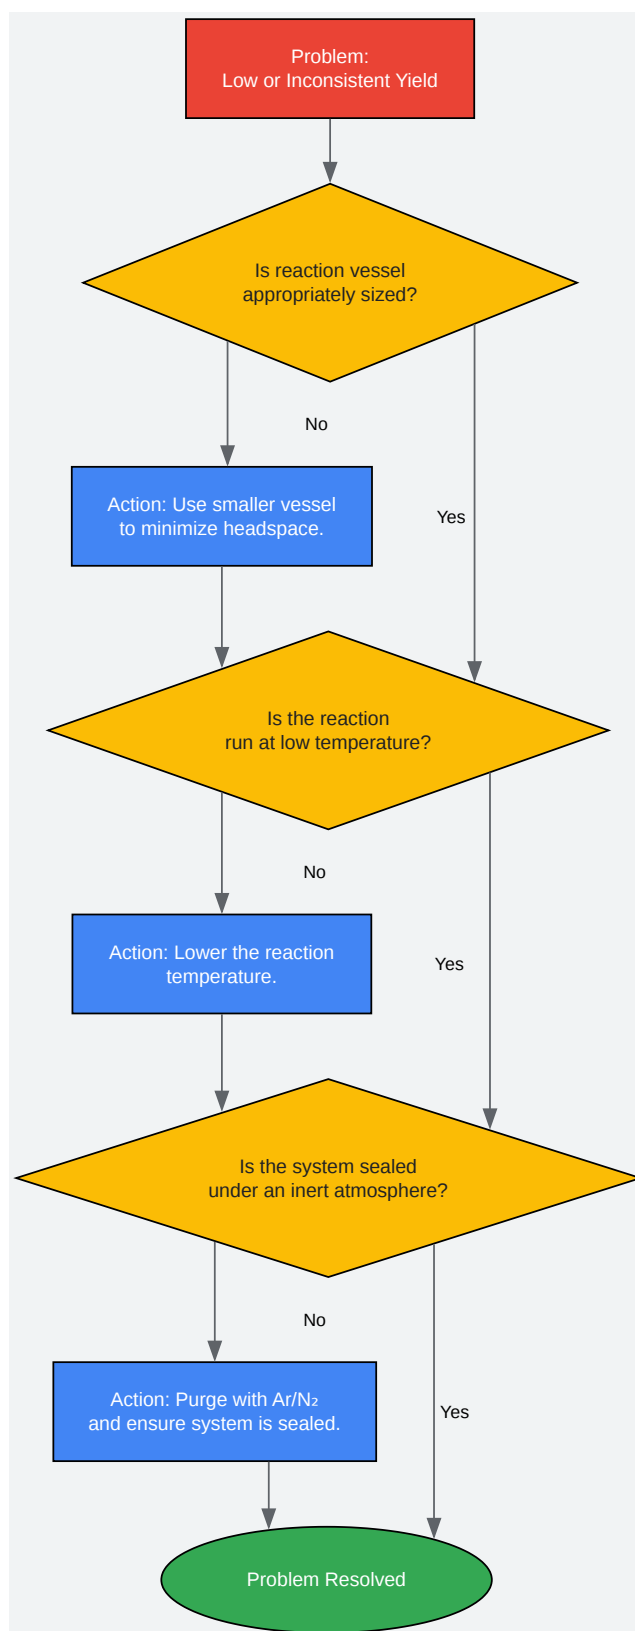 Problem:
Low or Inconsistent Yield
Is reaction vessel
appropriately sized?
No
Action: Use smaller vessel
to minimize headspace.
Yes
Is the reaction
run at low temperature?
No
Action: Lower the reaction
temperature.
Yes
Is the system sealed
under an inert atmosphere?
No
Action: Purge with Ar/N₂
and ensure system is sealed.
Yes
Problem Resolved